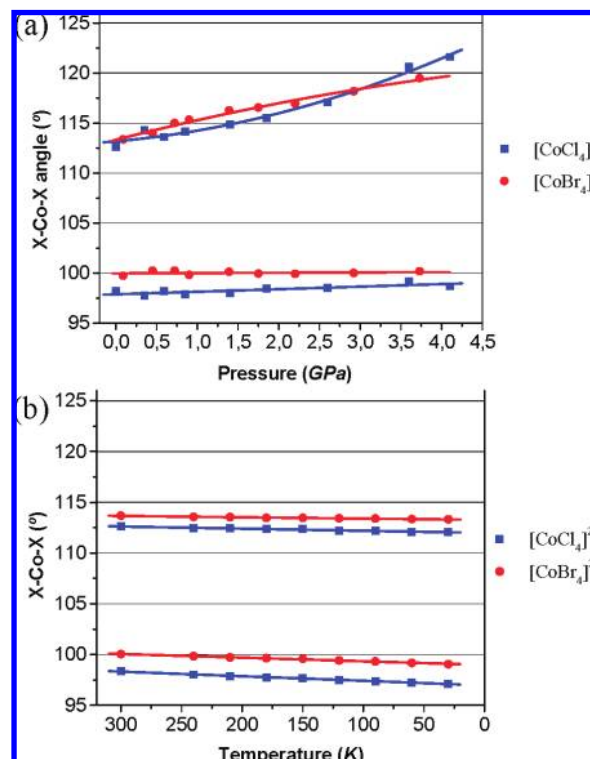 (a)
125
120
115
110
105
100
95
X-Co-X angle (º)
0,0 0,5 1,0 1,5 2,0 2,5 3,0 3,5 4,0 4,5
Pressure (GPa)
[CoCl4]
[CoBr4]
(b)
125
120
115
110
105
100
95
X-Co-X (º)
300 250 200 150 100 50 0
Temperature (K)
[CoCl4]2
[CoBr4]